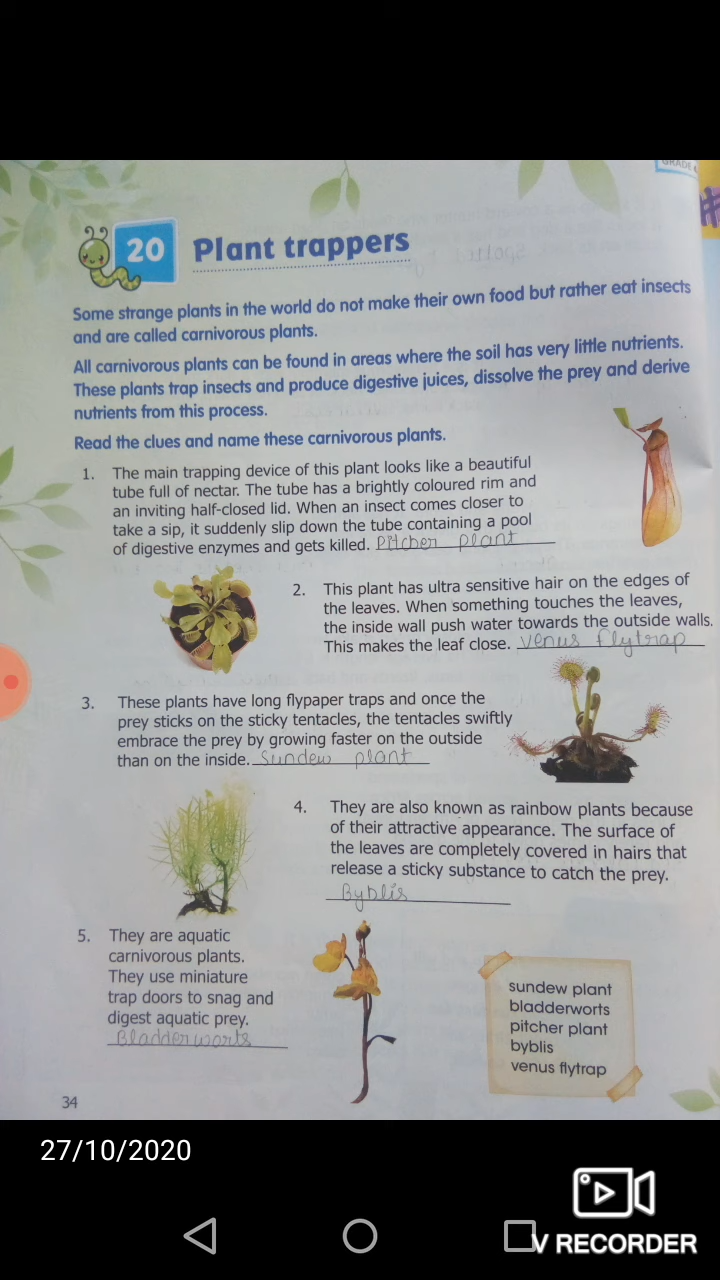 GRADE
20 Plant trappers
Some strange plants in the world do not make their own food but rather eat insects
and are called carnivorous plants.
All carnivorous plants can be found in areas where the soil has very little nutrients.
These plants trap insects and produce digestive juices, dissolve the prey and derive
nutrients from this process.
Read the clues and name these carnivorous plants.
1. The main trapping device of this plant looks like a beautiful
tube full of nectar. The tube has a brightly coloured rim and
an inviting half-closed lid. When an insect comes closer to
take a sip, it suddenly slip down the tube containing a pool
of digestive enzymes and gets killed. Pitcher plant
2. This plant has ultra sensitive hair on the edges of
the leaves. When something touches the leaves,
the inside wall push water towards the outside walls.
This makes the leaf close. venus flytrap
3. These plants have long flypaper traps and once the
prey sticks on the sticky tentacles, the tentacles swiftly
embrace the prey by growing faster on the outside
than on the inside. Sundew plant
4. They are also known as rainbow plants because
of their attractive appearance. The surface of
the leaves are completely covered in hairs that
release a sticky substance to catch the prey.
Byblis
5. They are aquatic
carnivorous plants.
They use miniature
trap doors to snag and
digest aquatic prey.
Bladderworts
sundew plant
bladderworts
pitcher plant
byblis
venus flytrap
34
27/10/2020
V RECORDER